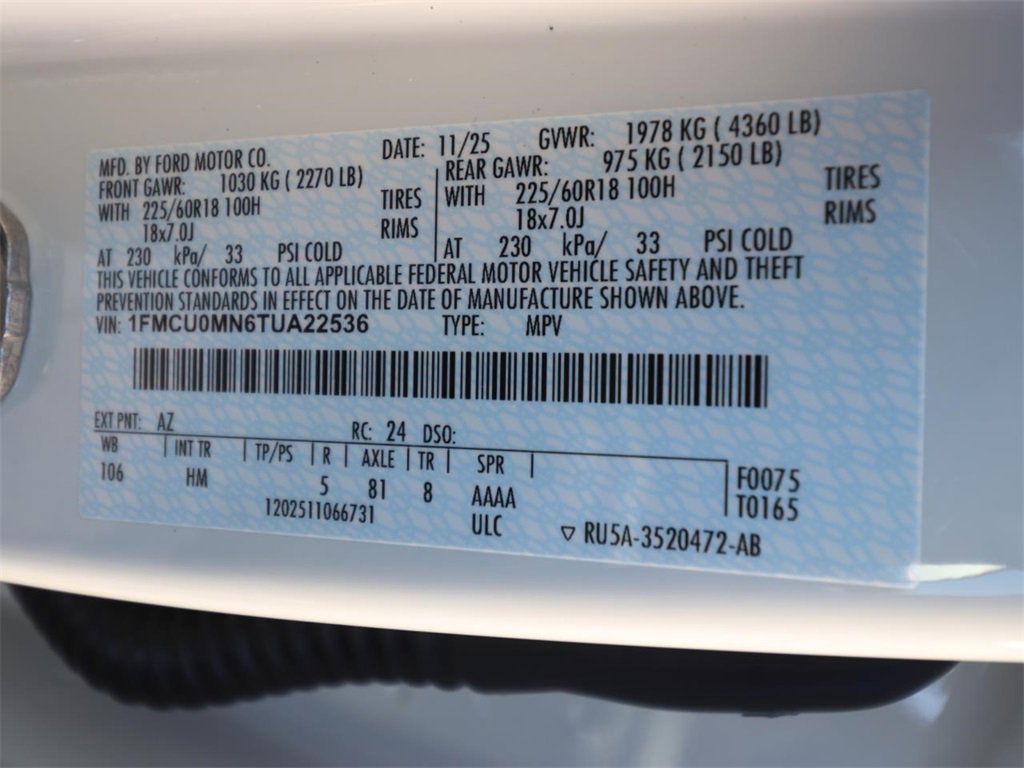 MFD. BY FORD MOTOR CO. DATE: 11/25 GVWR: 1978 KG ( 4360 LB)
FRONT GAWR: 1030 KG ( 2270 LB) REAR GAWR: 975 KG ( 2150 LB)
WITH 225/60R18 100H TIRES WITH 225/60R18 100H TIRES
18x7.0J RIMS 18x7.0J RIMS
AT 230 kPa/ 33 PSI COLD AT 230 kPa/ 33 PSI COLD
THIS VEHICLE CONFORMS TO ALL APPLICABLE FEDERAL MOTOR VEHICLE SAFETY AND THEFT
PREVENTION STANDARDS IN EFFECT ON THE DATE OF MANUFACTURE SHOWN ABOVE.
VIN: 1FMCU0MN6TUA22536 TYPE: MPV
EXT PNT: AZ RC: 24 DSO:
WB INT TR TP/PS R AXLE TR SPR F0075
106 HM 5 81 8 AAAA T0165
1202511066731 ULC ▽ RU5A-3520472-AB